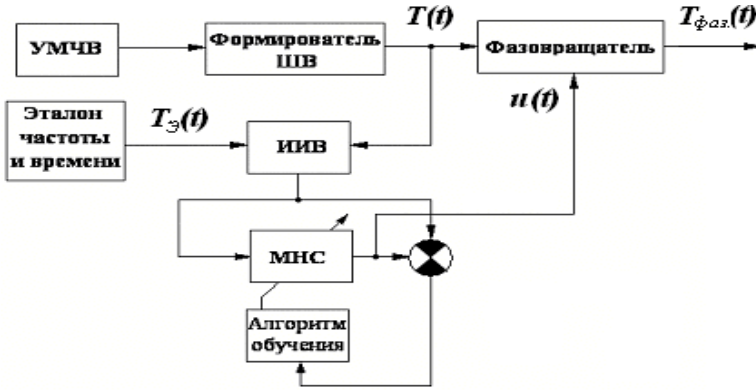 T(t)
Tфаз.(t)
УМЧВ
Формирователь
ШВ
Фазовращатель
u(t)
Эталон
частоты
и времени
TЭ(t)
ИИВ
МНС
Алгоритм
обучения